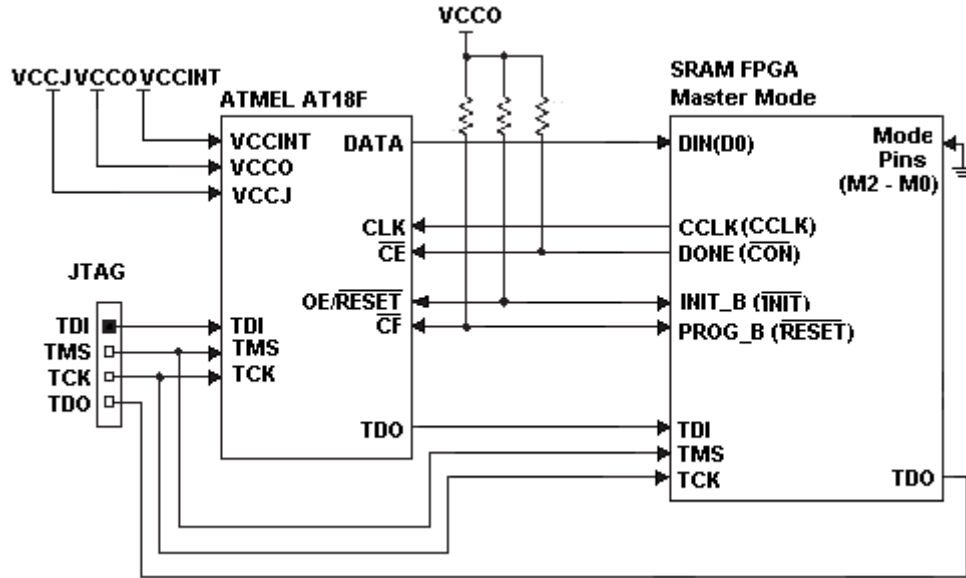 VCCO
VCCJ VCCO VCCINT
ATMEL AT18F
VCCINT
VCCO
VCCJ
DATA
CLK
CE
OE/RESET
CF
TDI
TMS
TCK
TDO
JTAG
TDI
TMS
TCK
TDO
SRAM FPGA
Master Mode
DIN(D0)
Mode
Pins
(M2 - M0)
CCLK (CCLK)
DONE (CON)
INIT_B (INIT)
PROG_B (RESET)
TDI
TMS
TCK
TDO